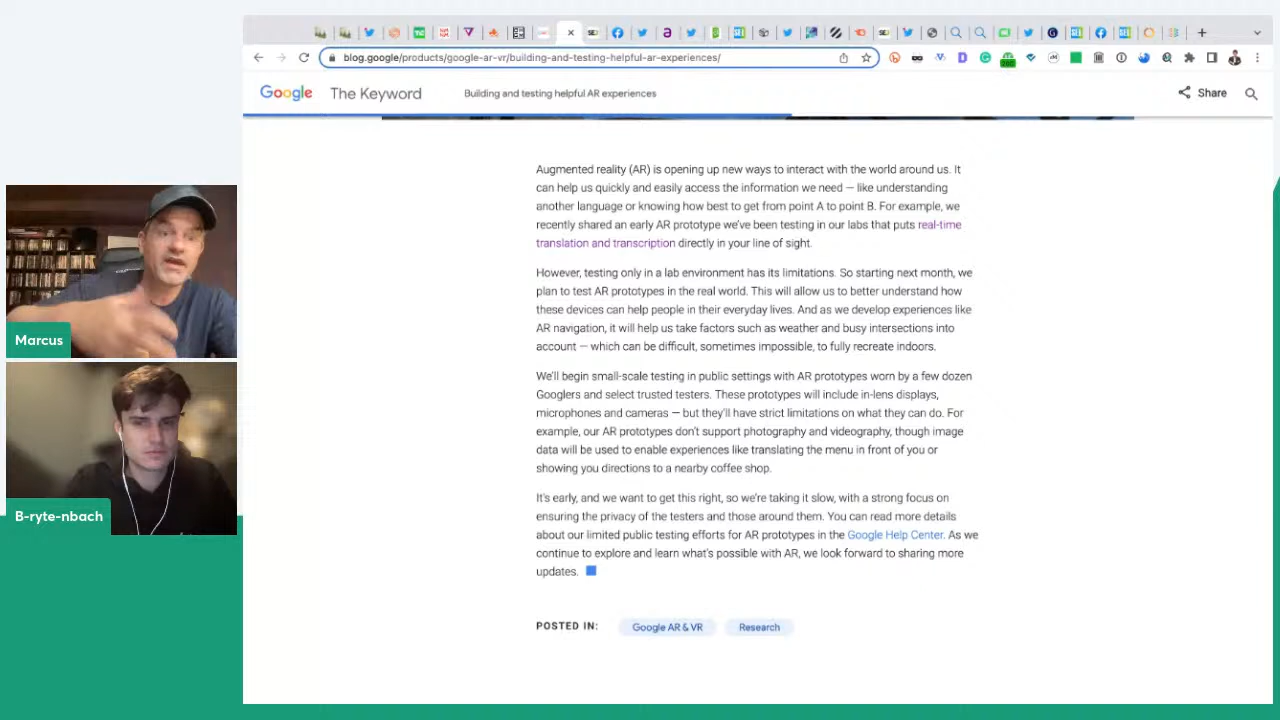 blog.google/products/google-ar-vr/building-and-testing-helpful-ar-experiences/
Google The Keyword Building and testing helpful AR experiences Share
Augmented reality (AR) is opening up new ways to interact with the world around us. It
can help us quickly and easily access the information we need — like understanding
another language or knowing how best to get from point A to point B. For example, we
recently shared an early AR prototype we've been testing in our labs that puts real-time
translation and transcription directly in your line of sight.
However, testing only in a lab environment has its limitations. So starting next month, we
plan to test AR prototypes in the real world. This will allow us to better understand how
these devices can help people in their everyday lives. And as we develop experiences like
AR navigation, it will help us take factors such as weather and busy intersections into
account — which can be difficult, sometimes impossible, to fully recreate indoors.
We'll begin small-scale testing in public settings with AR prototypes worn by a few dozen
Googlers and select trusted testers. These prototypes will include in-lens displays,
microphones and cameras — but they'll have strict limitations on what they can do. For
example, our AR prototypes don't support photography and videography, though image
data will be used to enable experiences like translating the menu in front of you or
showing you directions to a nearby coffee shop.
It's early, and we want to get this right, so we're taking it slow, with a strong focus on
ensuring the privacy of the testers and those around them. You can read more details
about our limited public testing efforts for AR prototypes in the Google Help Center. As we
continue to explore and learn what's possible with AR, we look forward to sharing more
updates.
POSTED IN: Google AR & VR Research
Marcus
B-ryte-nbach